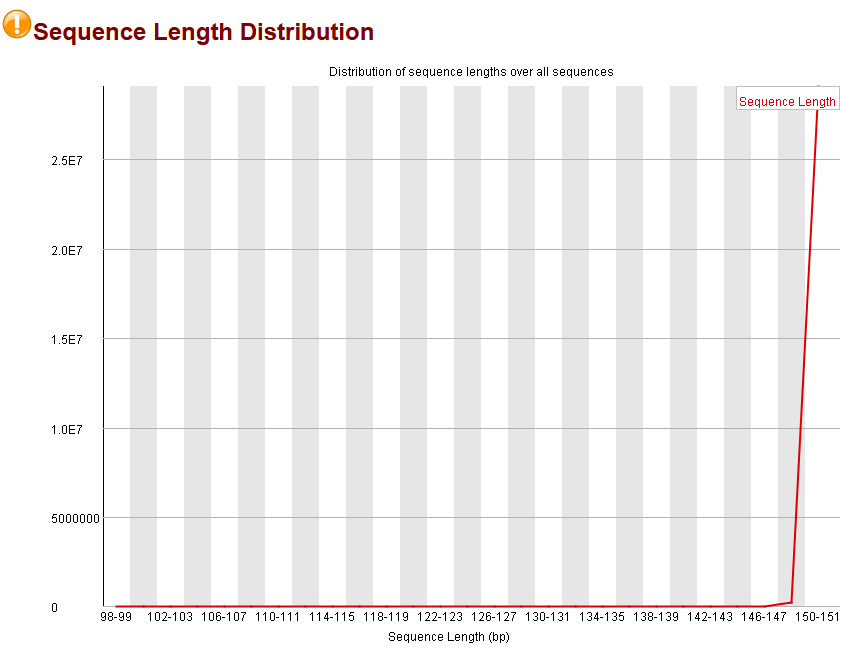 Sequence Length Distribution
Distribution of sequence lengths over all sequences
Sequence Length
2.5E7
2.0E7
1.5E7
1.0E7
5000000
0
98-99 102-103 106-107 110-111 114-115 118-119 122-123 126-127 130-131 134-135 138-139 142-143 146-147 150-151
Sequence Length (bp)